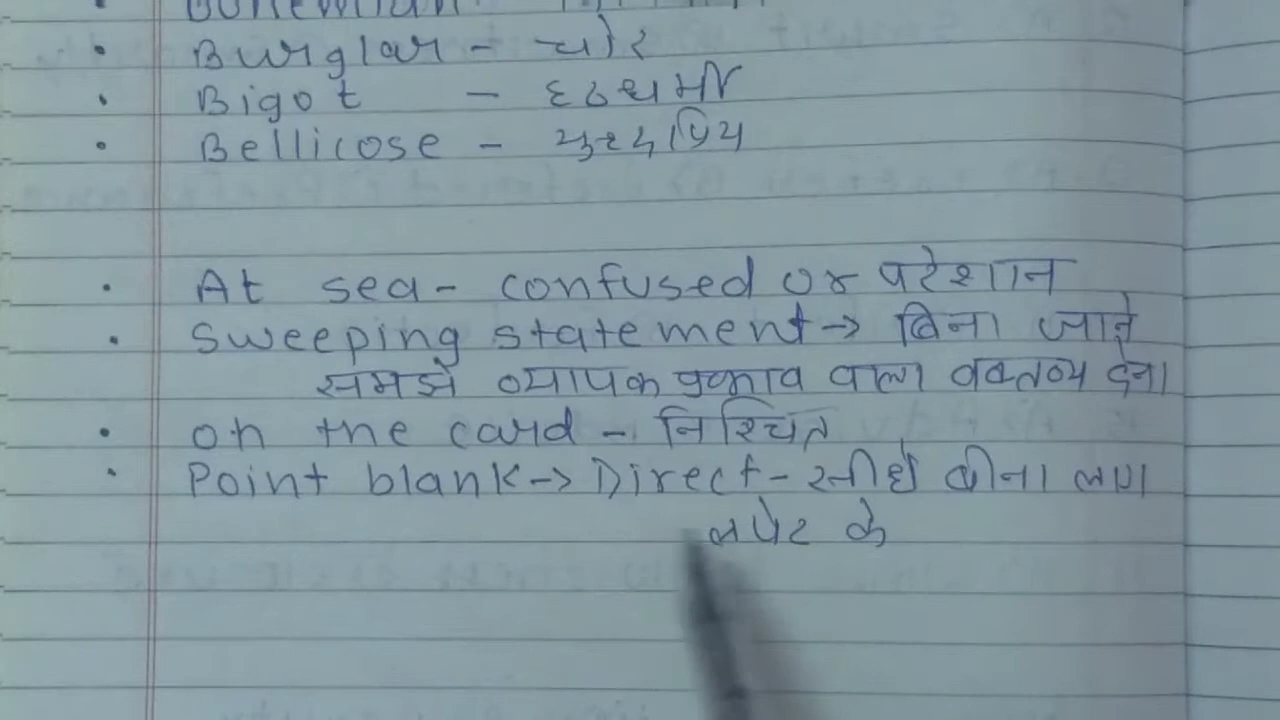 Burglar - चोर
Bigot - हठधर्मी
Bellicose - युद्धप्रिय
At sea - confused or परेशान
Sweeping statement → बिना जाने
समझे व्यापक प्रभाव वाला वक्तव्य देना
on the card - निश्चित
Point blank → Direct - सीधे बीना लाग
लपेट के